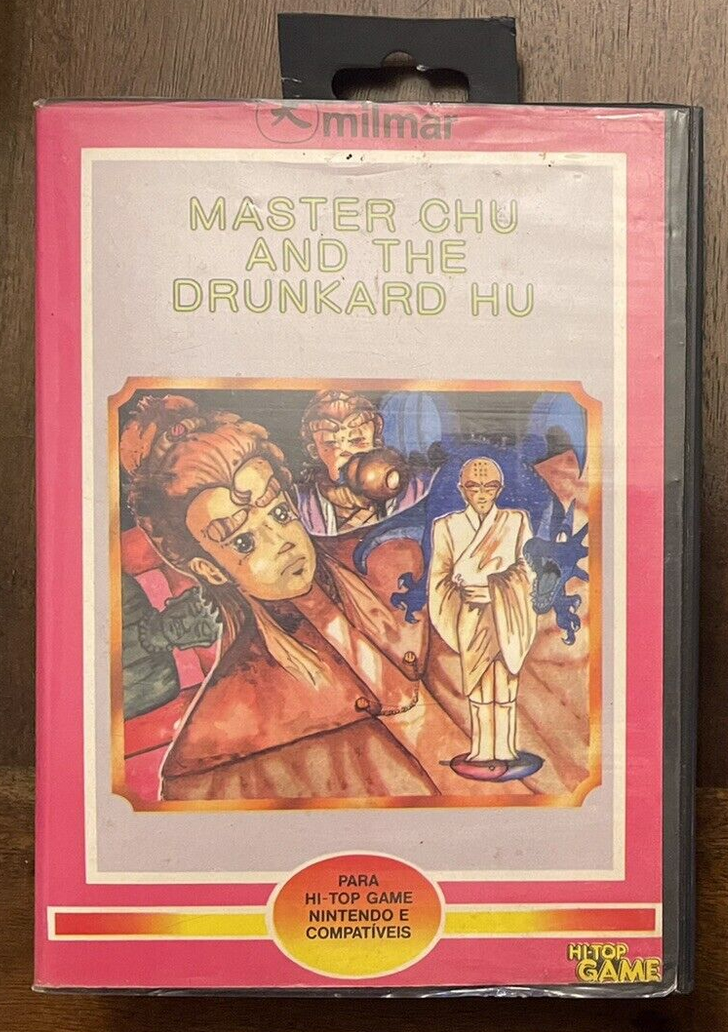 milmar
MASTER CHU
AND THE
DRUNKARD HU
PARA
HI-TOP GAME
NINTENDO E
COMPATÍVEIS
HI-TOP
GAME